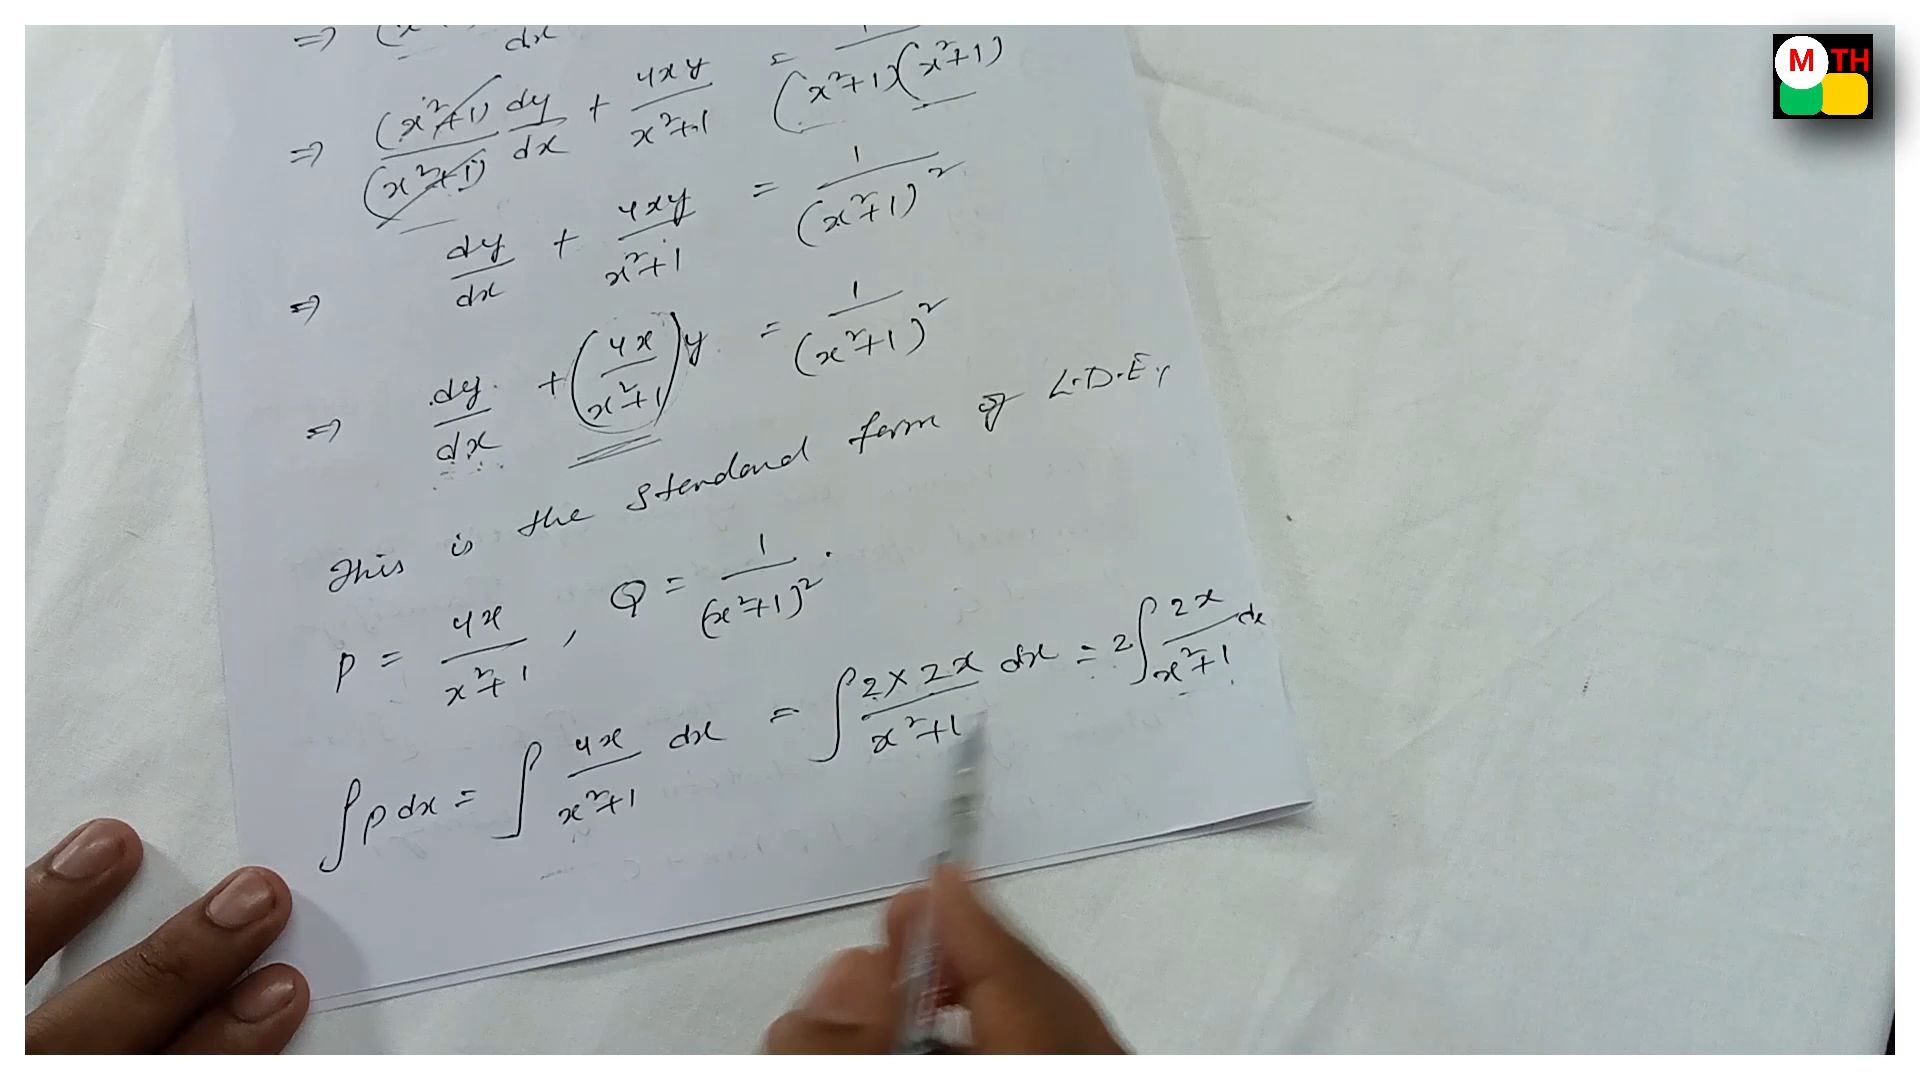 M TH
⇒ (x dx
⇒ (x²+1)/(x²+1) dy/dx + 4xy/x²+1 = 1/(x²+1)(x²+1)
⇒ dy/dx + 4xy/x²+1 = 1/(x²+1)²
⇒ dy/dx + (4x/x²+1)y = 1/(x²+1)²
This is the standard form of L.D.E.
P = 4x/x²+1 , Q = 1/(x²+1)² .
∫pdx = ∫ 4x/x²+1 dx = ∫ 2×2x/x²+1 dx = 2∫ 2x/x²+1 dx